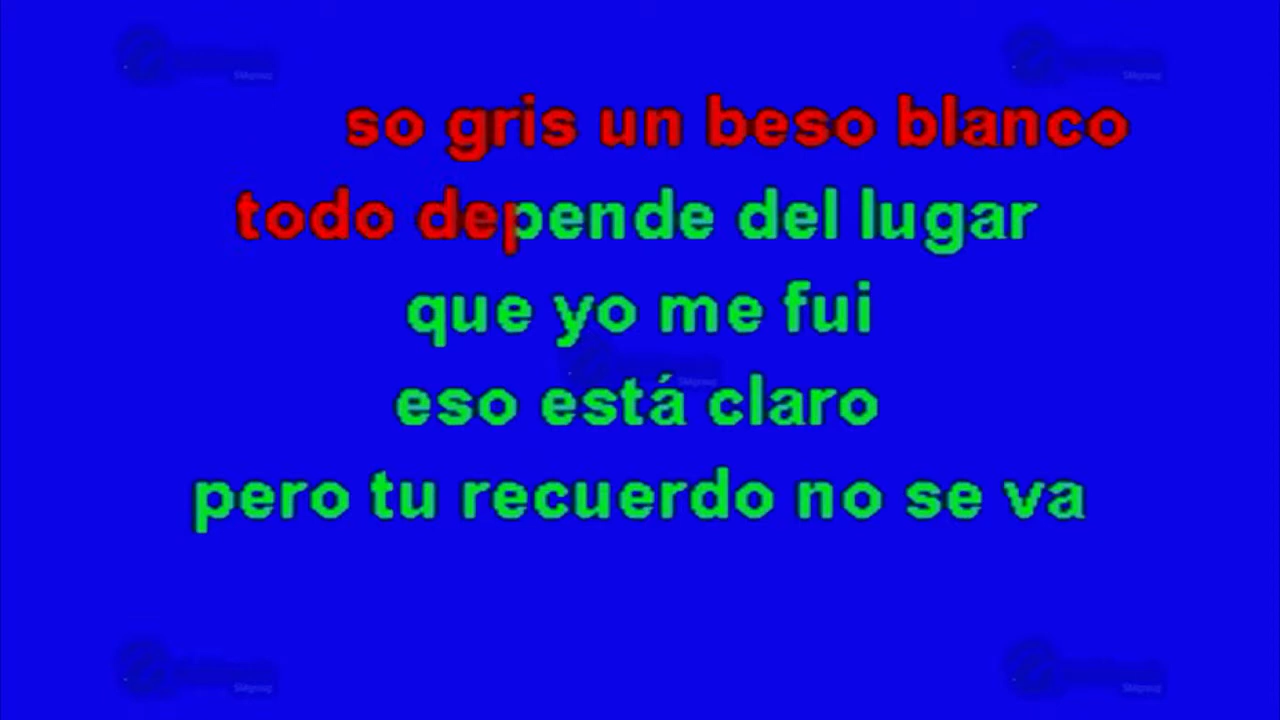 so gris un beso blanco
todo depende del lugar
que yo me fui
eso está claro
pero tu recuerdo no se va